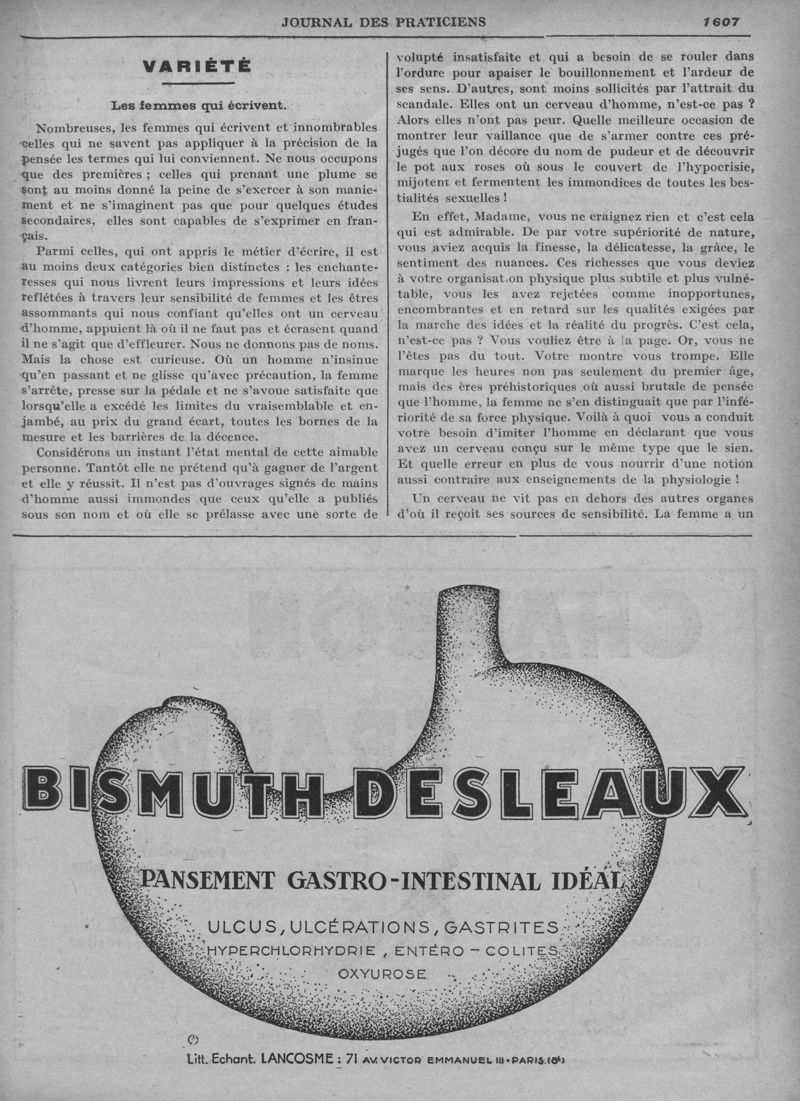 JOURNAL DES PRATICIENS 1607
VARIÉTÉ
Les femmes qui écrivent.
Nombreuses, les femmes qui écrivent et innombrables
celles qui ne savent pas appliquer à la précision de la
pensée les termes qui lui conviennent. Ne nous occupons
que des premières ; celles qui prenant une plume se
sont au moins donné la peine de s'exercer à son manie-
ment et ne s'imaginent pas que pour quelques études
secondaires, elles sont capables de s'exprimer en fran-
çais.
Parmi celles, qui ont appris le métier d'écrire, il est
au moins deux catégories bien distinctes : les enchante-
resses qui nous livrent leurs impressions et leurs idées
reflétées à travers leur sensibilité de femmes et les êtres
assommants qui nous confiant qu'elles ont un cerveau
d'homme, appuient là où il ne faut pas et écrasent quand
il ne s'agit que d'effleurer. Nous ne donnons pas de noms.
Mais la chose est curieuse. Où un homme n'insinue
qu'en passant et ne glisse qu'avec précaution, la femme
s'arrête, presse sur la pédale et ne s'avoue satisfaite que
lorsqu'elle a excédé les limites du vraisemblable et en-
jambé, au prix du grand écart, toutes les bornes de la
mesure et les barrières de la décence.
Considérons un instant l'état mental de cette aimable
personne. Tantôt elle ne prétend qu'à gagner de l'argent
et elle y réussit. Il n'est pas d'ouvrages signés de mains
d'homme aussi immondes que ceux qu'elle a publiés
sous son nom et où elle se prélasse avec une sorte de
volupté insatisfaite et qui a besoin de se rouler dans
l'ordure pour apaiser le bouillonnement et l'ardeur de
ses sens. D'autres, sont moins sollicités par l'attrait du
scandale. Elles ont un cerveau d'homme, n'est-ce pas ?
Alors elles n'ont pas peur. Quelle meilleure occasion de
montrer leur vaillance que de s'armer contre ces pré-
jugés que l'on décore du nom de pudeur et de découvrir
le pot aux roses où sous le couvert de l'hypocrisie,
mijotent et fermentent les immondices de toutes les bes-
tialités sexuelles !
En effet, Madame, vous ne craignez rien et c'est cela
qui est admirable. De par votre supériorité de nature,
vous aviez acquis la finesse, la délicatesse, la grâce, le
sentiment des nuances. Ces richesses que vous deviez
à votre organisation physique plus subtile et plus vulné-
table, vous les avez rejetées comme inopportunes,
encombrantes et en retard sur les qualités exigées par
la marche des idées et la réalité du progrès. C'est cela,
n'est-ce pas ? Vous vouliez être à la page. Or, vous ne
l'êtes pas du tout. Votre montre vous trompe. Elle
marque les heures non pas seulement du premier âge,
mais des ères préhistoriques où aussi brutale de pensée
que l'homme, la femme ne s'en distinguait que par l'infé-
riorité de sa force physique. Voilà à quoi vous a conduit
votre besoin d'imiter l'homme en déclarant que vous
avez un cerveau conçu sur le même type que le sien.
Et quelle erreur en plus de vous nourrir d'une notion
aussi contraire aux enseignements de la physiologie !
Un cerveau ne vit pas en dehors des autres organes
d'où il reçoit ses sources de sensibilité. La femme a un
BISMUTH DESLEAUX
PANSEMENT GASTRO-INTESTINAL IDÉAL
ULCUS, ULCÉRATIONS, GASTRITES
HYPERCHLORHYDRIE, ENTÉRO - COLITES
OXYUROSE
Litt. Echant. LANCOSME : 71 AV. VICTOR EMMANUEL III • PARIS. (8e)